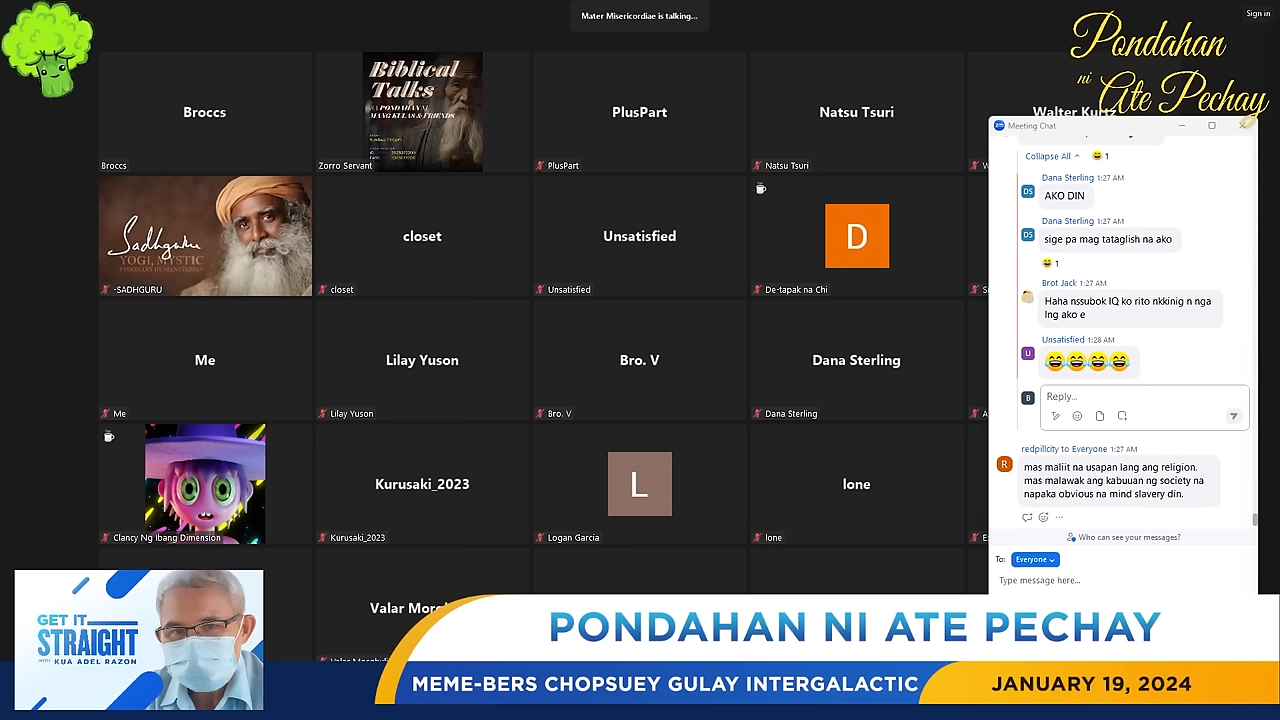 Mater Misericordiae is talking...
Sign in
Pondahan
ni
Ate Pechay
Broccs
Broccs
Biblical
Talks
PONDAHAN NI
MANG KULAS & FRIENDS
Zorro Servant
PlusPart
PlusPart
Natsu Tsuri
Natsu Tsuri
Walter Kurtz
W
Sadhguru
YOGI, MYSTIC
VISIONARY HUMANITARIAN
-SADHGURU
closet
closet
Unsatisfied
Unsatisfied
D
De-tapak na Chi
Me
Me
Lilay Yuson
Lilay Yuson
Bro. V
Bro. V
Dana Sterling
Dana Sterling
A
Clancy Ng ibang Dimension
Kurusaki_2023
Kurusaki_2023
L
Logan Garcia
lone
lone
Meeting Chat
Collapse All
1
Dana Sterling 1:27 AM
DS
AKO DIN
Dana Sterling 1:27 AM
DS
sige pa mag tataglish na ako
1
Brot Jack 1:27 AM
Haha nssubok IQ ko rito nkkinig n nga
lng ako e
Unsatisfied 1:28 AM
U
😂😂😂😂
B
Reply...
redpillcity to Everyone 1:27 AM
R
mas maliit na usapan lang ang religion.
mas malawak ang kabuuan ng society na
napaka obvious na mind slavery din.
Who can see your messages?
To: Everyone
Type message here...
GET IT
STRAIGHT
WITH KUA ADEL RAZON
PONDAHAN NI ATE PECHAY
MEME-BERS CHOPSUEY GULAY INTERGALACTIC
JANUARY 19, 2024